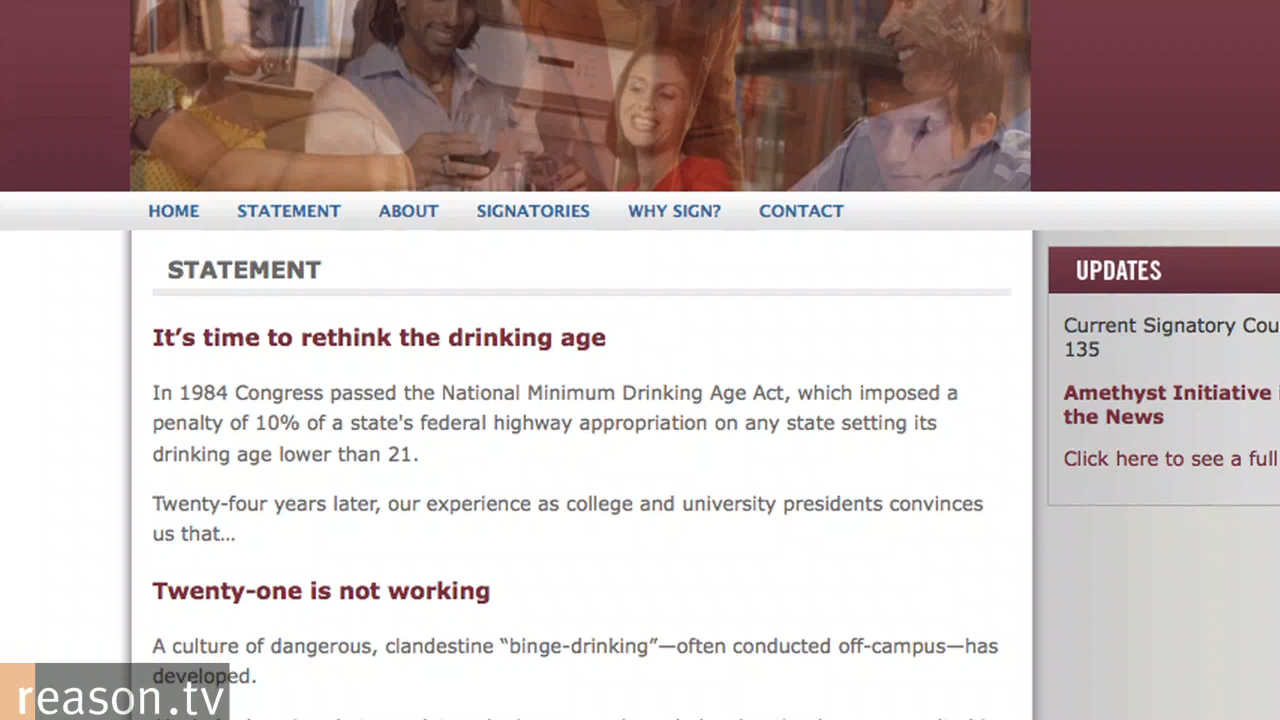 HOME STATEMENT ABOUT SIGNATORIES WHY SIGN? CONTACT
STATEMENT
It’s time to rethink the drinking age
In 1984 Congress passed the National Minimum Drinking Age Act, which imposed a
penalty of 10% of a state's federal highway appropriation on any state setting its
drinking age lower than 21.
Twenty-four years later, our experience as college and university presidents convinces
us that…
Twenty-one is not working
A culture of dangerous, clandestine “binge-drinking”—often conducted off-campus—has
developed.
UPDATES
Current Signatory
135
Amethyst Initiative
the News
Click here to see a full
reason.tv